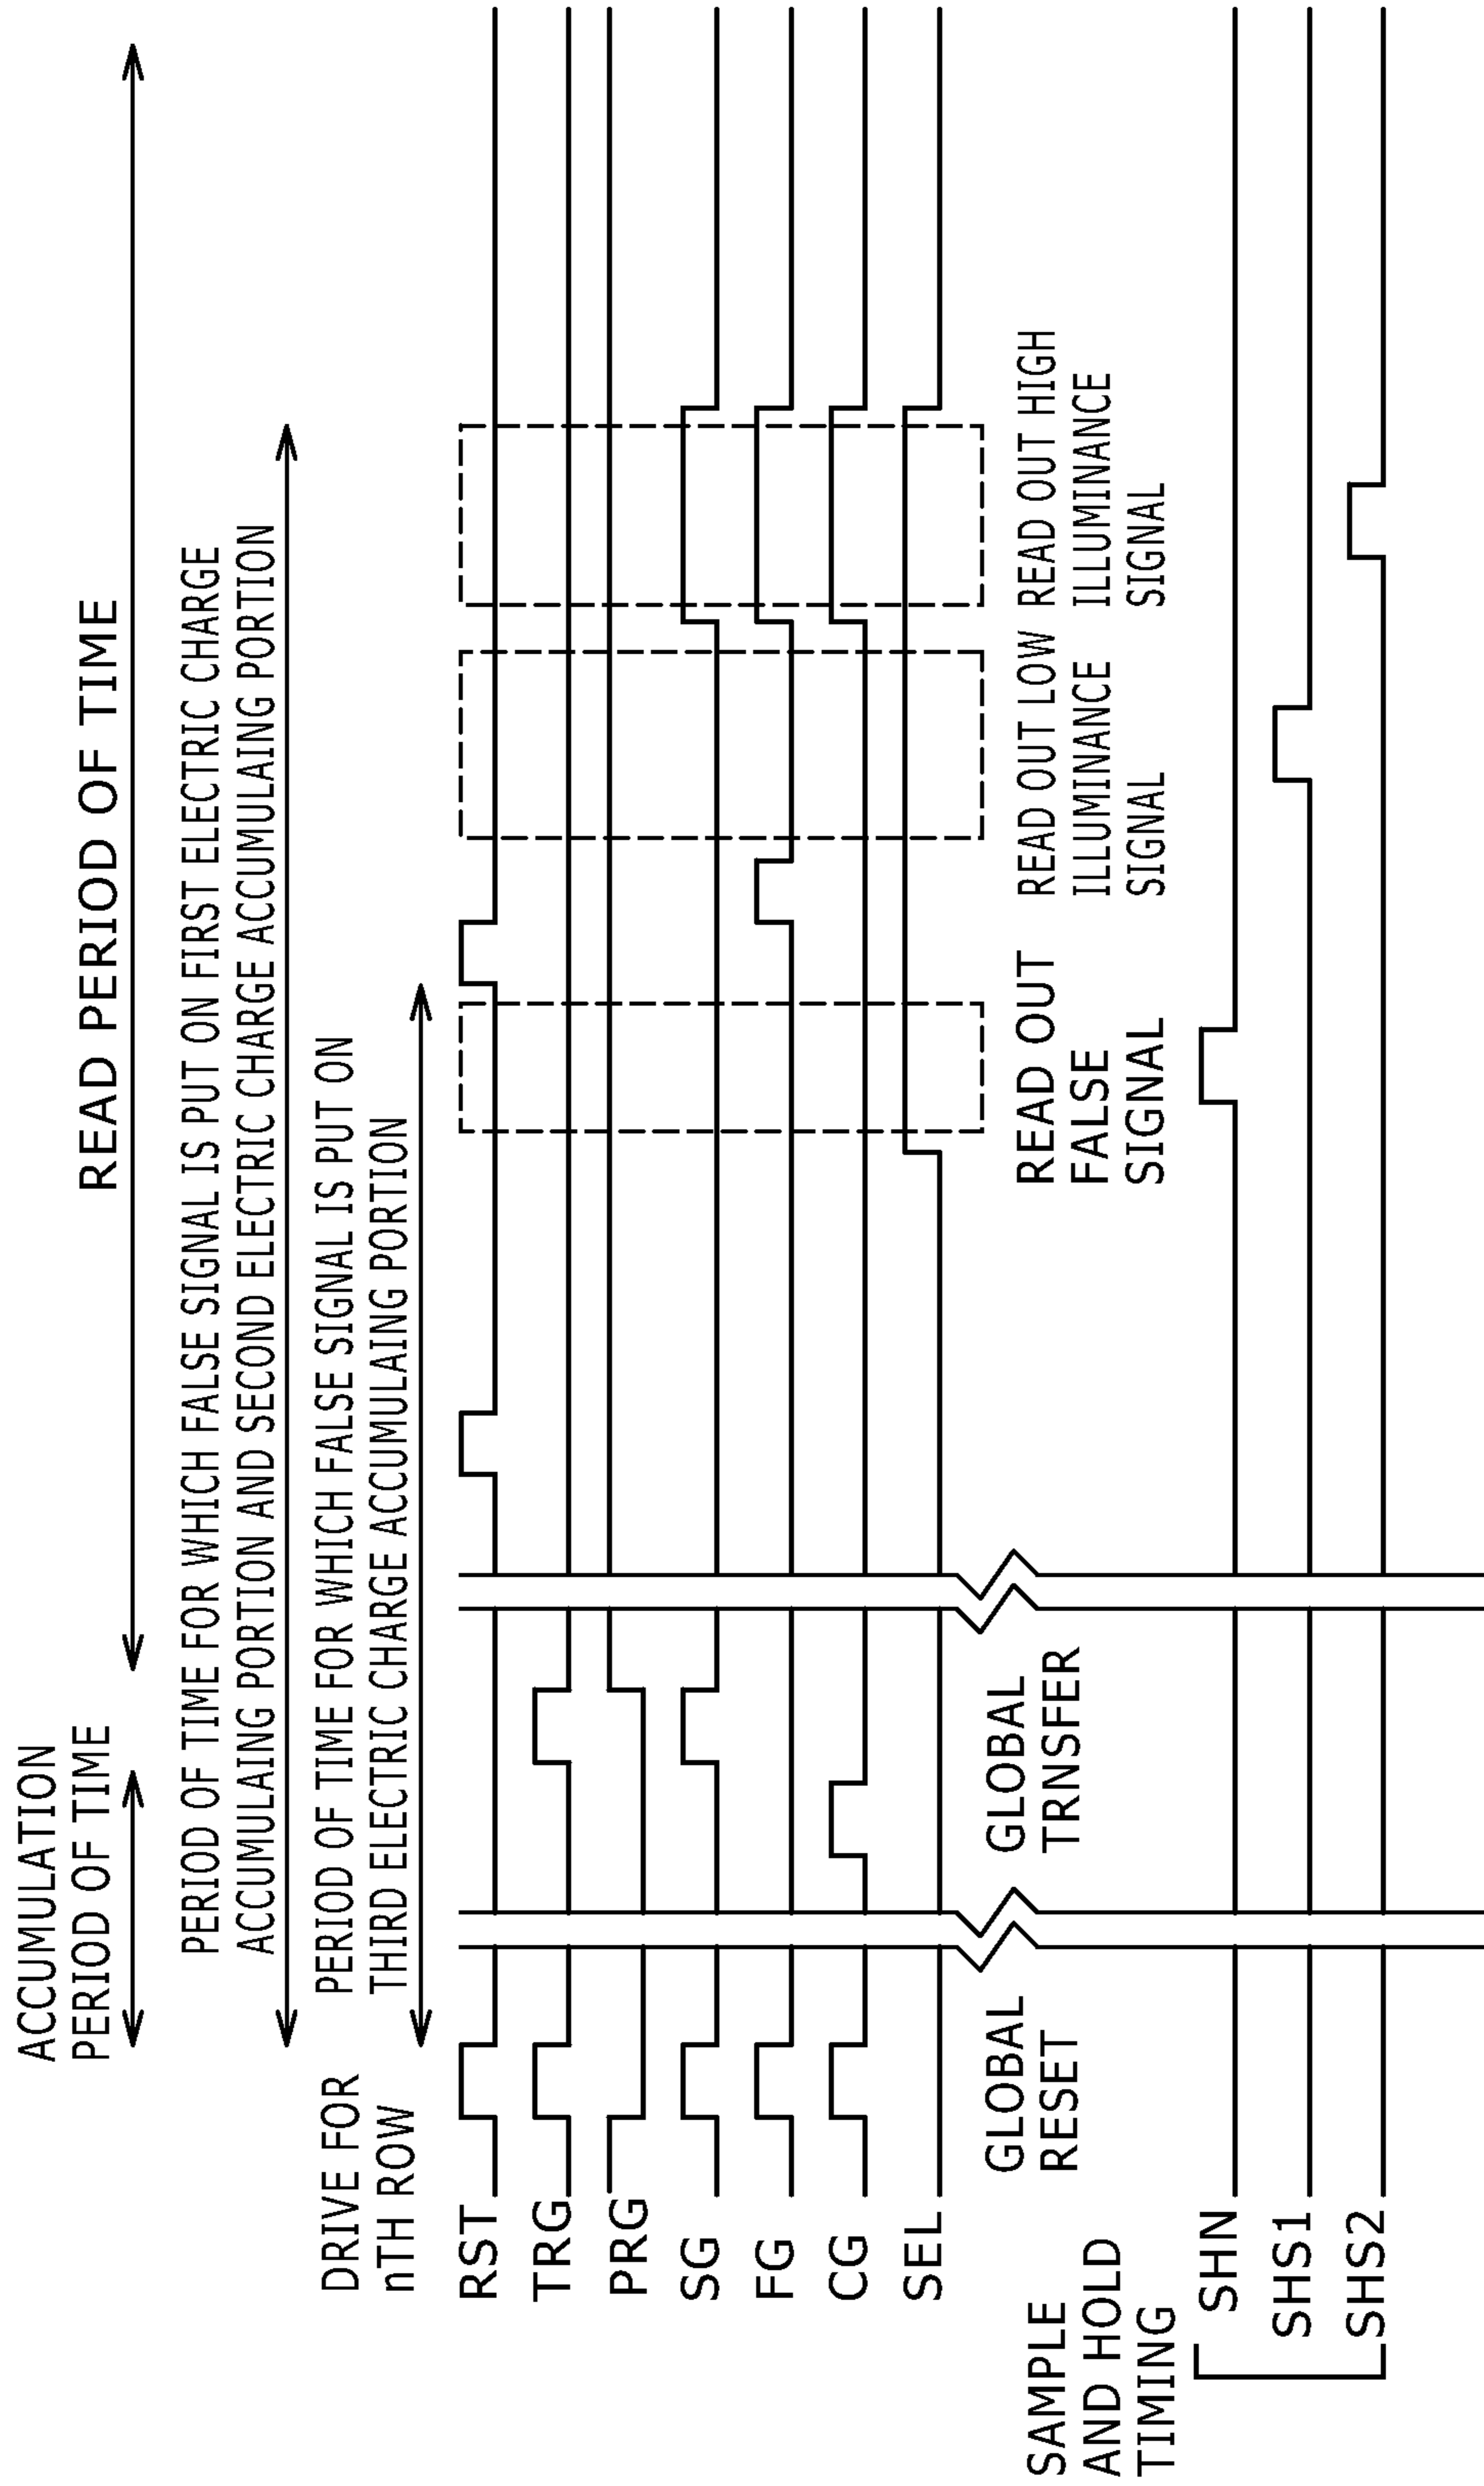 ACCUMULATION
PERIOD OF TIME
READ PERIOD OF TIME
PERIOD OF TIME FOR WHICH FALSE SIGNAL IS PUT ON FIRST ELECTRIC CHARGE
ACCUMULAING PORTION AND SECOND ELECTRIC CHARGE ACCUMULAING PORTION
PERIOD OF TIME FOR WHICH FALSE SIGNAL IS PUT ON
THIRD ELECTRIC CHARGE ACCUMULAING PORTION
DRIVE FOR
nTH ROW
RST
TRG
PRG
SG
FG
CG
SEL
GLOBAL
RESET
GLOBAL
TRNSFER
READ OUT
FALSE
SIGNAL
READ OUT LOW
ILLUMINANCE
SIGNAL
READ OUT HIGH
ILLUMINANCE
SIGNAL
SAMPLE
AND HOLD
TIMING
SHN
SHS1
SHS2